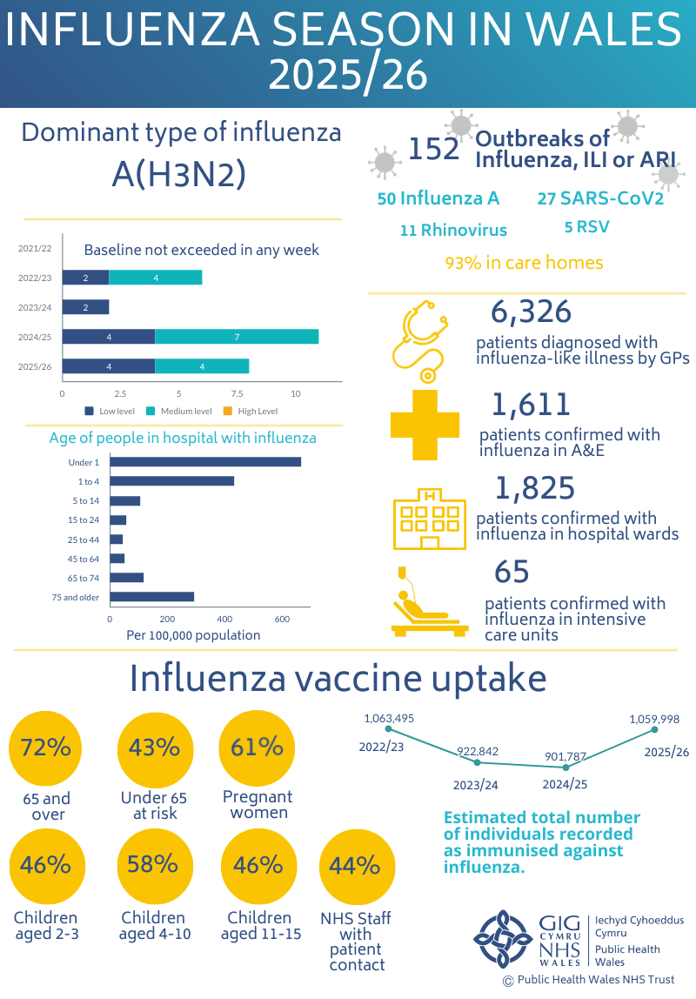 INFLUENZA SEASON IN WALES
2025/26
Dominant type of influenza
A(H3N2)
2021/22
Baseline not exceeded in any week
2022/23
2
4
2023/24
2
2024/25
4
7
2025/26
4
4
0
2.5
5
7.5
10
Low level
Medium level
High Level
Age of people in hospital with influenza
Under 1
1 to 4
5 to 14
15 to 24
25 to 44
45 to 64
65 to 74
75 and older
0
200
400
600
Per 100,000 population
152
Outbreaks of
Influenza, ILI or ARI
50 Influenza A
27 SARS-CoV2
11 Rhinovirus
5 RSV
93% in care homes
6,326
patients diagnosed with
influenza-like illness by GPs
1,611
patients confirmed with
influenza in A&E
1,825
patients confirmed with
influenza in hospital wards
65
patients confirmed with
influenza in intensive
care units
Influenza vaccine uptake
72%
65 and
over
43%
Under 65
at risk
61%
Pregnant
women
46%
Children
aged 2-3
58%
Children
aged 4-10
46%
Children
aged 11-15
44%
NHS Staff
with
patient
contact
1,063,495
2022/23
922,842
2023/24
901,787
2024/25
1,059,998
2025/26
Estimated total number
of individuals recorded
as immunised against
influenza.
GIG
CYMRU
NHS
WALES
Iechyd Cyhoeddus
Cymru
Public Health
Wales
© Public Health Wales NHS Trust